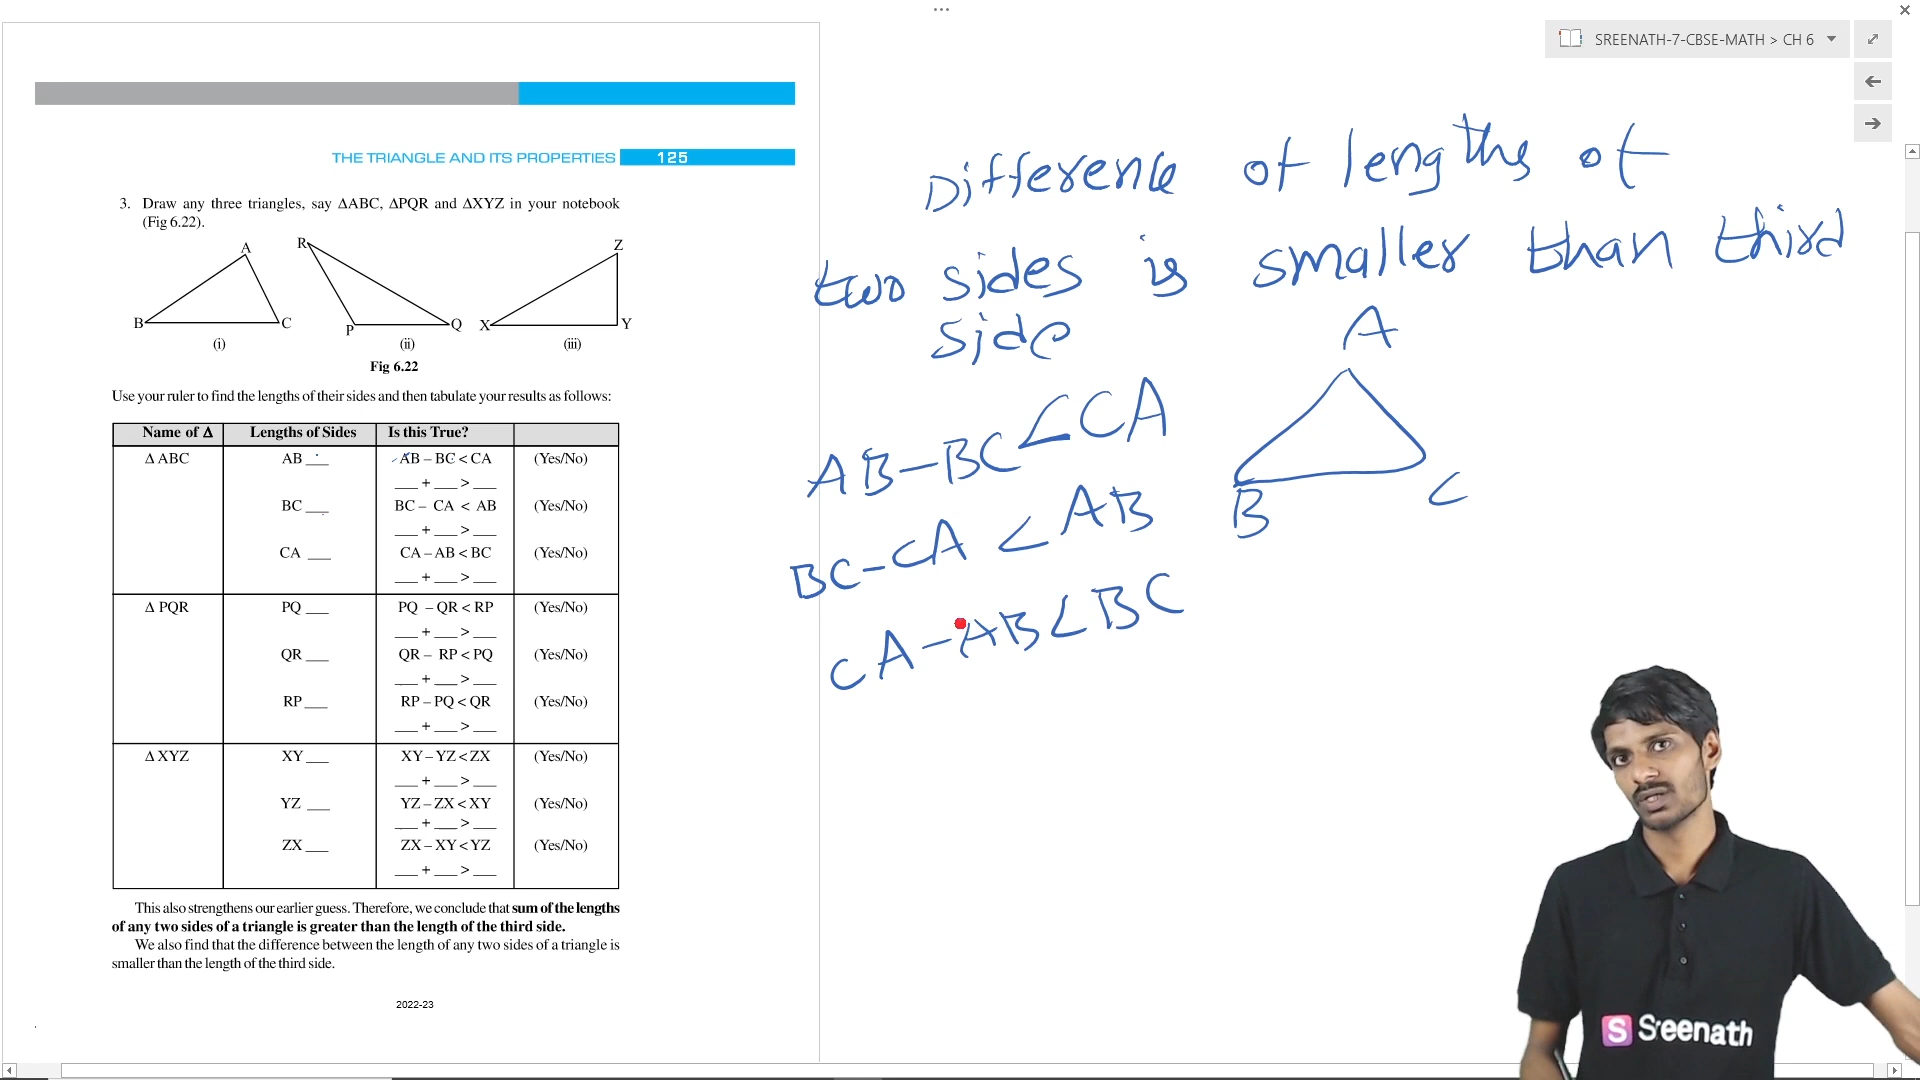 ...
SREENATH-7-CBSE-MATH > CH 6
THE TRIANGLE AND ITS PROPERTIES 125
3. Draw any three triangles, say ΔABC, ΔPQR and ΔXYZ in your notebook
(Fig 6.22).
A
B
C
(i)
R
P
Q
(ii)
Z
X
Y
(iii)
Fig 6.22
Use your ruler to find the lengths of their sides and then tabulate your results as follows:
Name of Δ Lengths of Sides Is this True?
Δ ABC AB ___ AB – BC < CA (Yes/No)
___ + ___ > ___
BC ___ BC – CA < AB (Yes/No)
___ + ___ > ___
CA ___ CA – AB < BC (Yes/No)
___ + ___ > ___
Δ PQR PQ ___ PQ – QR < RP (Yes/No)
___ + ___ > ___
QR ___ QR – RP < PQ (Yes/No)
___ + ___ > ___
RP ___ RP – PQ < QR (Yes/No)
___ + ___ > ___
Δ XYZ XY ___ XY – YZ < ZX (Yes/No)
___ + ___ > ___
YZ ___ YZ – ZX < XY (Yes/No)
___ + ___ > ___
ZX ___ ZX – XY < YZ (Yes/No)
___ + ___ > ___
This also strengthens our earlier guess. Therefore, we conclude that sum of the lengths
of any two sides of a triangle is greater than the length of the third side.
We also find that the difference between the length of any two sides of a triangle is
smaller than the length of the third side.
2022-23
Difference of lengths of
two sides is smaller than third
side
AB-BC<CA
BC-CA<AB
CA-AB<BC
A
B
C
S Sreenath